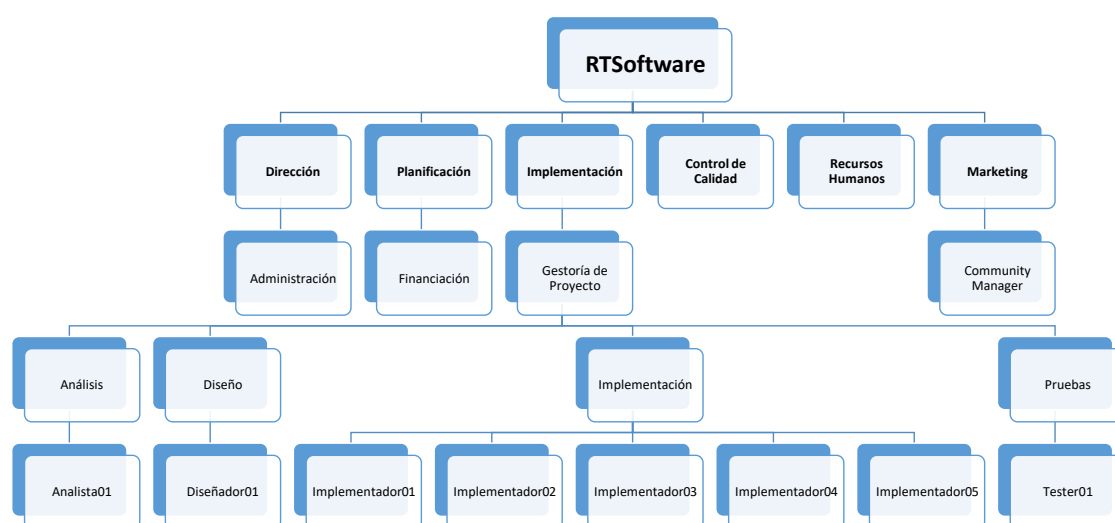 RTSoftware
Dirección
Planificación
Implementación
Control de
Calidad
Recursos
Humanos
Marketing
Administración
Financiación
Gestoría de
Proyecto
Community
Manager
Análisis
Diseño
Implementación
Pruebas
Analista01
Diseñador01
Implementador01
Implementador02
Implementador03
Implementador04
Implementador05
Tester01